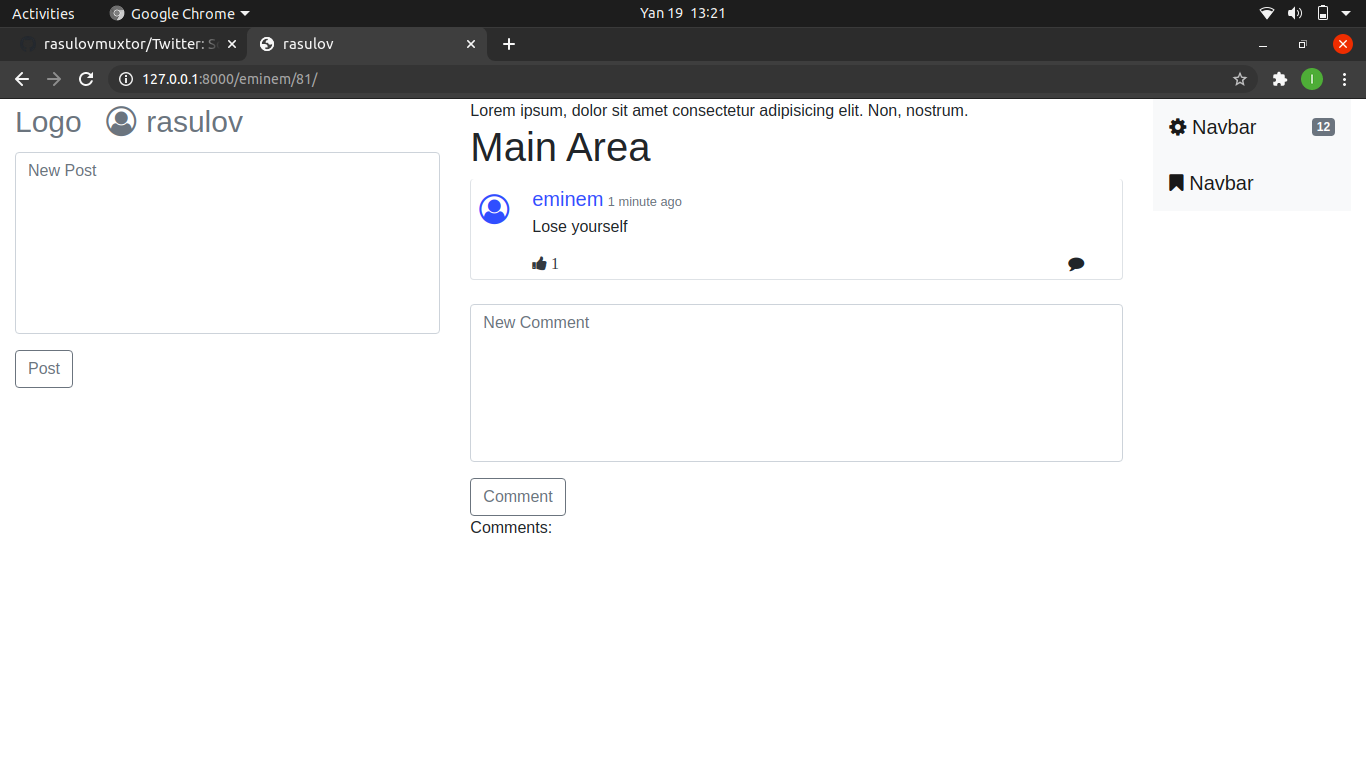 Activities Google Chrome Yan 19 13:21
rasulovmuxtor/Twitter: S rasulov
127.0.0.1:8000/eminem/81/ I
Logo rasulov
New Post
Post
Lorem ipsum, dolor sit amet consectetur adipisicing elit. Non, nostrum.
Main Area
eminem 1 minute ago
Lose yourself
1
New Comment
Comment
Comments:
Navbar 12
Navbar